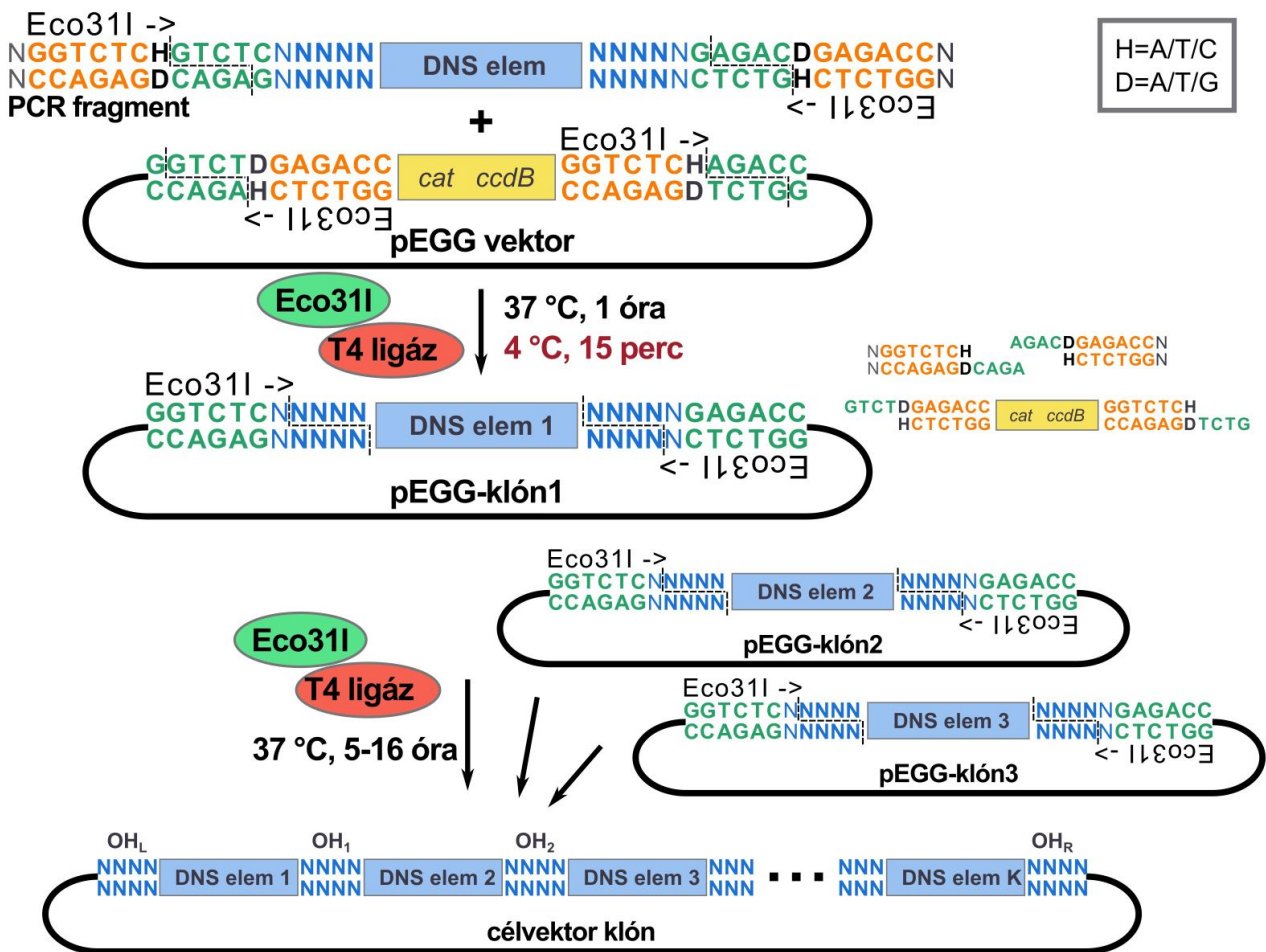 Eco31I ->
NGGTCTCHGTCTCNNNNN DNS elem NNNNNGAGACDGAGACCN
NCCAGAGDCAGAGNNNNN NNNNNCTCTGHCTCTGGN
PCR fragment
<- Eco31I
H=A/T/C
D=A/T/G
+
Eco31I ->
GGTCTDGAGACC cat ccdB GGTCTCHAGACC
CCAGAHCTCTGG CCAGAGDTCTGG
<- Eco31I
pEGG vektor
Eco31I
T4 ligáz
37 °C, 1 óra
4 °C, 15 perc
NGGTCTCH
NCCAGAGDCAGA
AGACDGAGACCN
HCTCTGGN
GTCTDGAGACC cat ccdB GGTCTCH
HCTCTGG CCAGAGDTCTG
Eco31I ->
GGTCTCNNNNN DNS elem 1 NNNNNGAGACC
CCAGAGNNNNN NNNNNCTCTGG
<- Eco31I
pEGG-klón1
Eco31I ->
GGTCTCNNNNN DNS elem 2 NNNNNGAGACC
CCAGAGNNNNN NNNNNCTCTGG
<- Eco31I
pEGG-klón2
Eco31I
T4 ligáz
37 °C, 5-16 óra
Eco31I ->
GGTCTCNNNNN DNS elem 3 NNNNNGAGACC
CCAGAGNNNNN NNNNNCTCTGG
<- Eco31I
pEGG-klón3
OHL OH1 OH2 OHR
NNNN DNS elem 1 NNNN DNS elem 2 NNNN DNS elem 3 NNN ... NNN DNS elem K NNNN
NNNN NNNN NNNN NNN NNN NNNN
célvektor klón